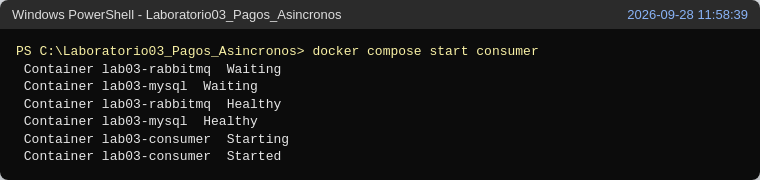 Windows PowerShell - Laboratorio03_Pagos_Asincronos
2026-09-28 11:58:39
PS C:\Laboratorio03_Pagos_Asincronos> docker compose start consumer
Container lab03-rabbitmq  Waiting
Container lab03-mysql  Waiting
Container lab03-rabbitmq  Healthy
Container lab03-mysql  Healthy
Container lab03-consumer  Starting
Container lab03-consumer  Started